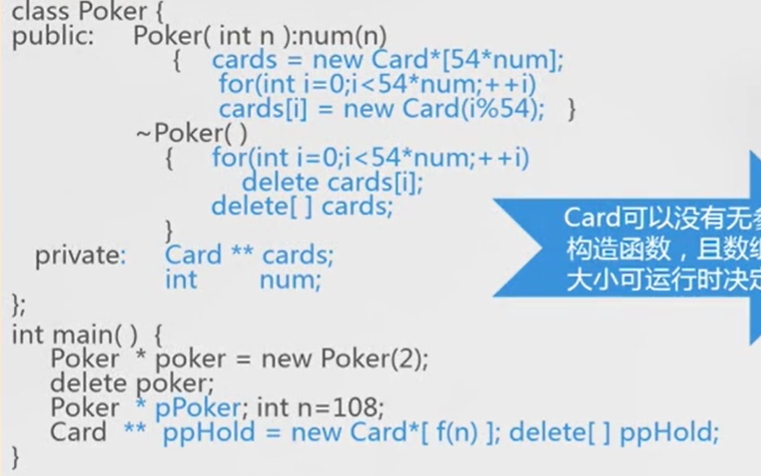 class Poker {
public: Poker( int n ):num(n)
{ cards = new Card*[54*num];
for(int i=0;i<54*num;++i)
cards[i] = new Card(i%54); }
~Poker( )
{ for(int i=0;i<54*num;++i)
delete cards[i];
delete[ ] cards;
}
private: Card ** cards;
int num;
};
int main( ) {
Poker * poker = new Poker(2);
delete poker;
Poker * pPoker; int n=108;
Card ** ppHold = new Card*[ f(n) ]; delete[ ] ppHold;
}
Card可以没有无参
构造函数，且数组
大小可运行时决定